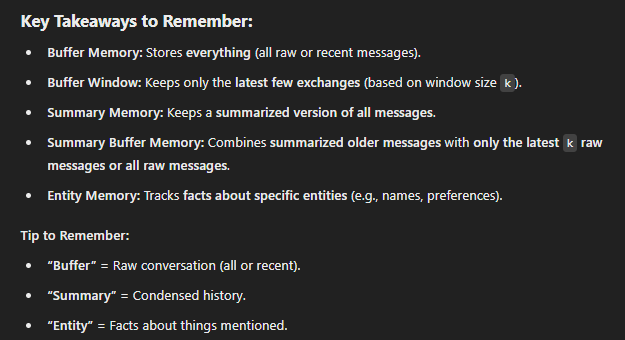 Key Takeaways to Remember:
• Buffer Memory: Stores everything (all raw or recent messages).
• Buffer Window: Keeps only the latest few exchanges (based on window size k).
• Summary Memory: Keeps a summarized version of all messages.
• Summary Buffer Memory: Combines summarized older messages with only the latest k raw
messages or all raw messages.
• Entity Memory: Tracks facts about specific entities (e.g., names, preferences).
Tip to Remember:
• “Buffer” = Raw conversation (all or recent).
• “Summary” = Condensed history.
• “Entity” = Facts about things mentioned.